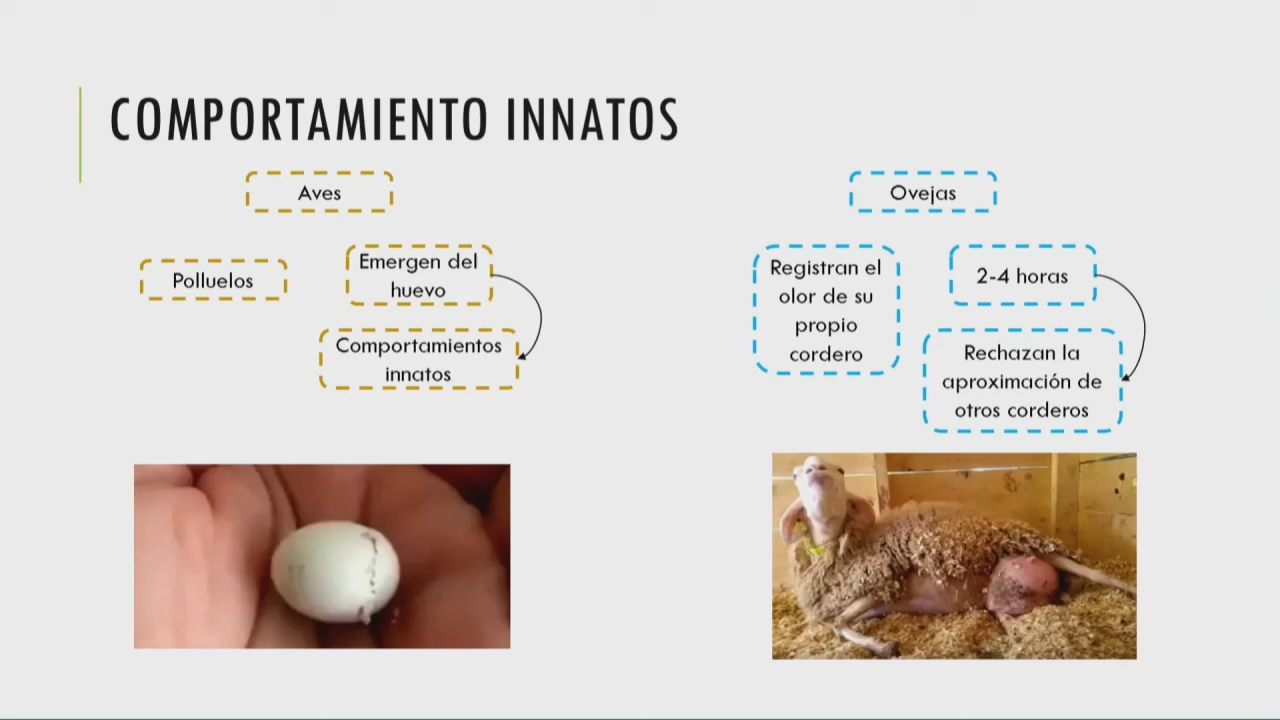 COMPORTAMIENTO INNATOS
Aves
Polluelos
Emergen del
huevo
Comportamientos
innatos
Ovejas
Registran el
olor de su
propio
cordero
2-4 horas
Rechazan la
aproximación de
otros corderos